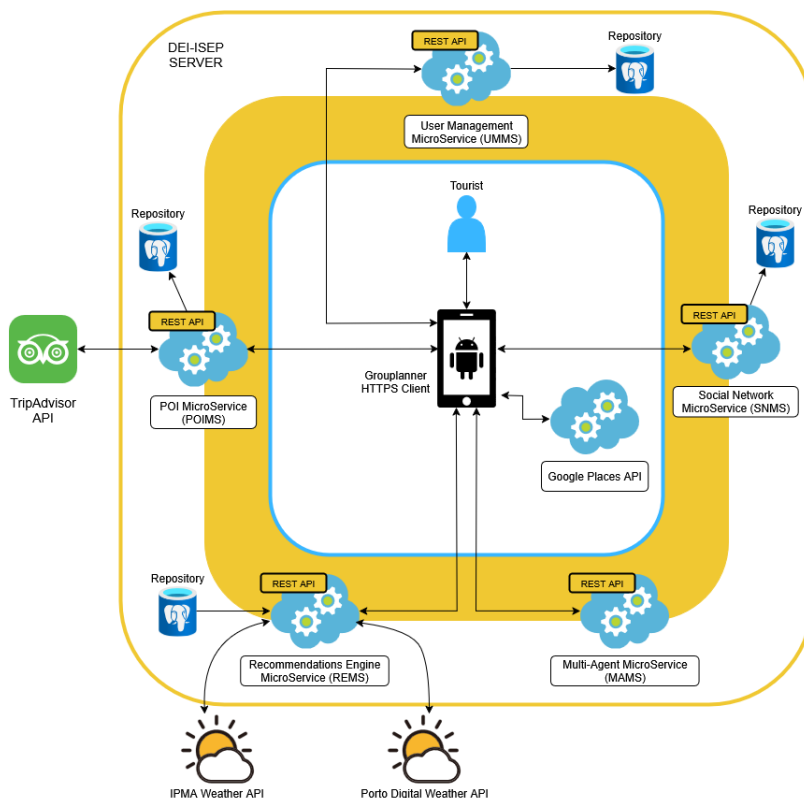 DEI-ISEP
SERVER
REST API
Repository
User Management
MicroService (UMMS)
Tourist
Repository
Repository
REST API
REST API
Grouplanner
HTTPS Client
TripAdvisor
API
POI MicroService
(POIMS)
Social Network
MicroService (SNMS)
Google Places API
Repository
REST API
REST API
Recommendations Engine
MicroService (REMS)
Multi-Agent MicroService
(MAMS)
IPMA Weather API
Porto Digital Weather API